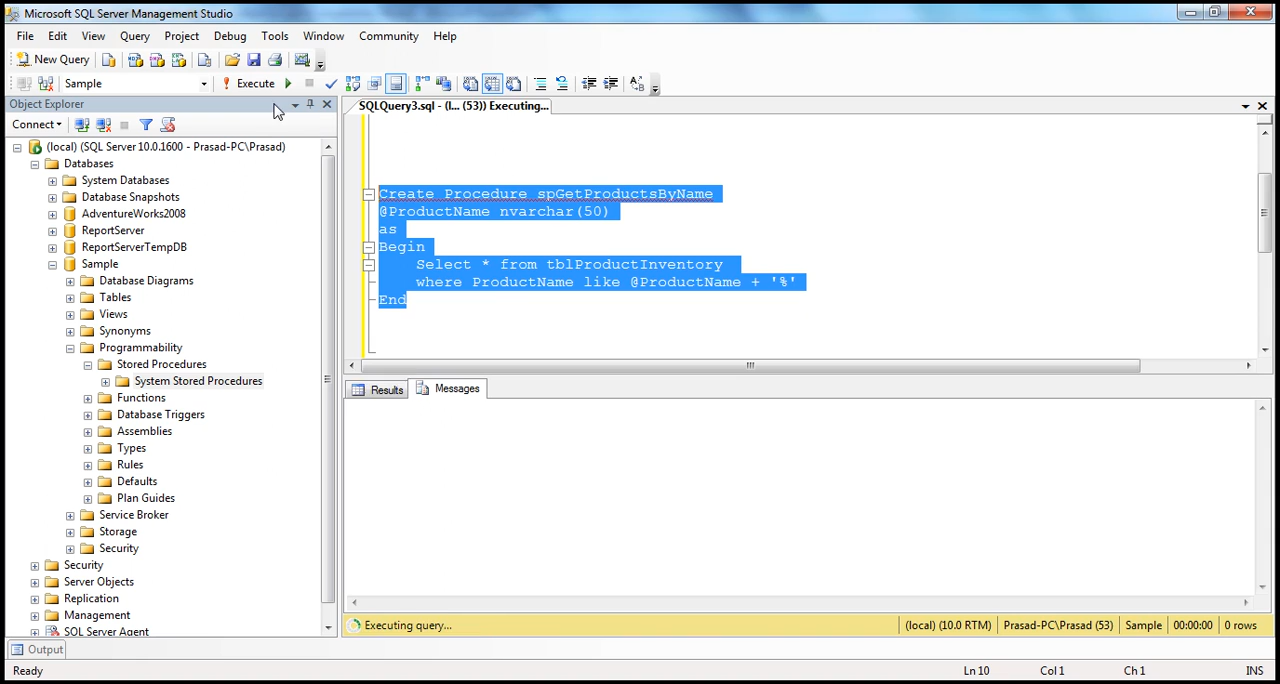 Microsoft SQL Server Management Studio
File Edit View Query Project Debug Tools Window Community Help
New Query
Sample Execute
Object Explorer
SQLQuery3.sql - (l... (53)) Executing...
Connect
(local) (SQL Server 10.0.1600 - Prasad-PC\Prasad)
Databases
System Databases
Database Snapshots
AdventureWorks2008
ReportServer
ReportServerTempDB
Sample
Database Diagrams
Tables
Views
Synonyms
Programmability
Stored Procedures
System Stored Procedures
Functions
Database Triggers
Assemblies
Types
Rules
Defaults
Plan Guides
Service Broker
Storage
Security
Security
Server Objects
Replication
Management
SQL Server Agent
Create Procedure spGetProductsByName
@ProductName nvarchar(50)
as
Begin
Select * from tblProductInventory
where ProductName like @ProductName + '%'
End
Results Messages
Executing query... (local) (10.0 RTM) Prasad-PC\Prasad (53) Sample 00:00:00 0 rows
Output
Ready Ln 10 Col 1 Ch 1 INS